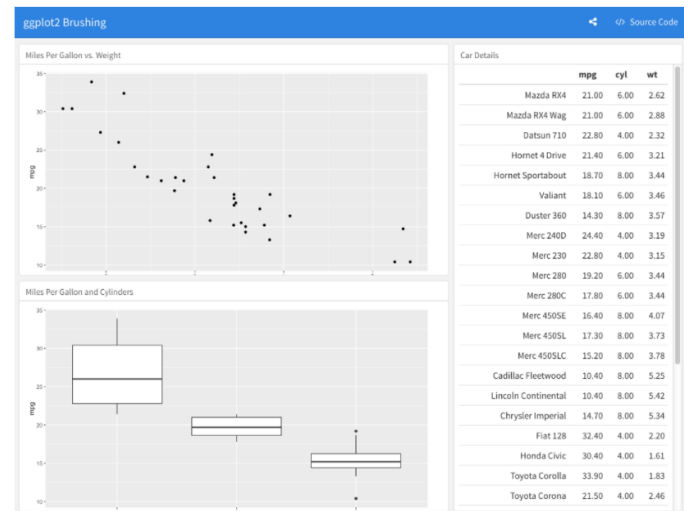 ggplot2 Brushing
</> Source Code
Miles Per Gallon vs. Weight
35
30
25
20
15
10
mpg
2
3
4
5
Miles Per Gallon and Cylinders
35
30
25
20
15
10
mpg
Car Details
mpg cyl wt
Mazda RX4 21.00 6.00 2.62
Mazda RX4 Wag 21.00 6.00 2.88
Datsun 710 22.80 4.00 2.32
Hornet 4 Drive 21.40 6.00 3.21
Hornet Sportabout 18.70 8.00 3.44
Valiant 18.10 6.00 3.46
Duster 360 14.30 8.00 3.57
Merc 240D 24.40 4.00 3.19
Merc 230 22.80 4.00 3.15
Merc 280 19.20 6.00 3.44
Merc 280C 17.80 6.00 3.44
Merc 450SE 16.40 8.00 4.07
Merc 450SL 17.30 8.00 3.73
Merc 450SLC 15.20 8.00 3.78
Cadillac Fleetwood 10.40 8.00 5.25
Lincoln Continental 10.40 8.00 5.42
Chrysler Imperial 14.70 8.00 5.34
Fiat 128 32.40 4.00 2.20
Honda Civic 30.40 4.00 1.61
Toyota Corolla 33.90 4.00 1.83
Toyota Corona 21.50 4.00 2.46